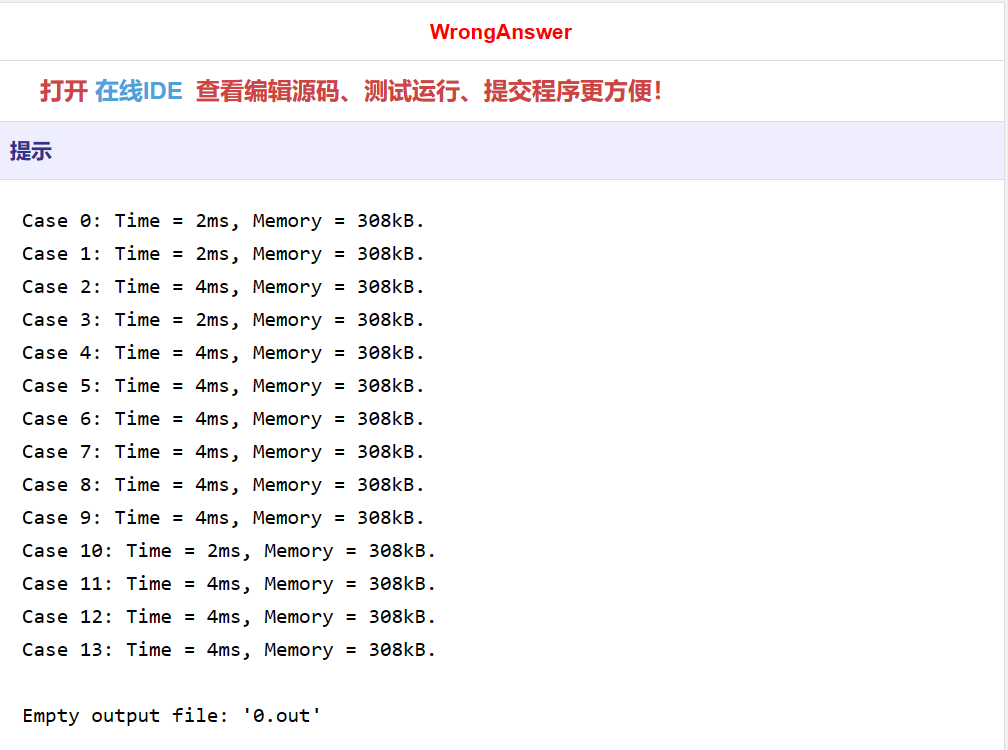 WrongAnswer
打开 在线IDE 查看编辑源码、测试运行、提交程序更方便!
提示
Case 0: Time = 2ms, Memory = 308kB.
Case 1: Time = 2ms, Memory = 308kB.
Case 2: Time = 4ms, Memory = 308kB.
Case 3: Time = 2ms, Memory = 308kB.
Case 4: Time = 4ms, Memory = 308kB.
Case 5: Time = 4ms, Memory = 308kB.
Case 6: Time = 4ms, Memory = 308kB.
Case 7: Time = 4ms, Memory = 308kB.
Case 8: Time = 4ms, Memory = 308kB.
Case 9: Time = 4ms, Memory = 308kB.
Case 10: Time = 2ms, Memory = 308kB.
Case 11: Time = 4ms, Memory = 308kB.
Case 12: Time = 4ms, Memory = 308kB.
Case 13: Time = 4ms, Memory = 308kB.
Empty output file: '0.out'